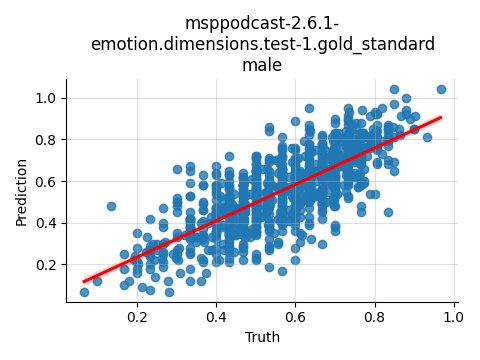 msppodcast-2.6.1-
emotion.dimensions.test-1.gold_standard
male
1.0
0.8
0.6
0.4
0.2
Prediction
0.2
0.4
0.6
0.8
1.0
Truth